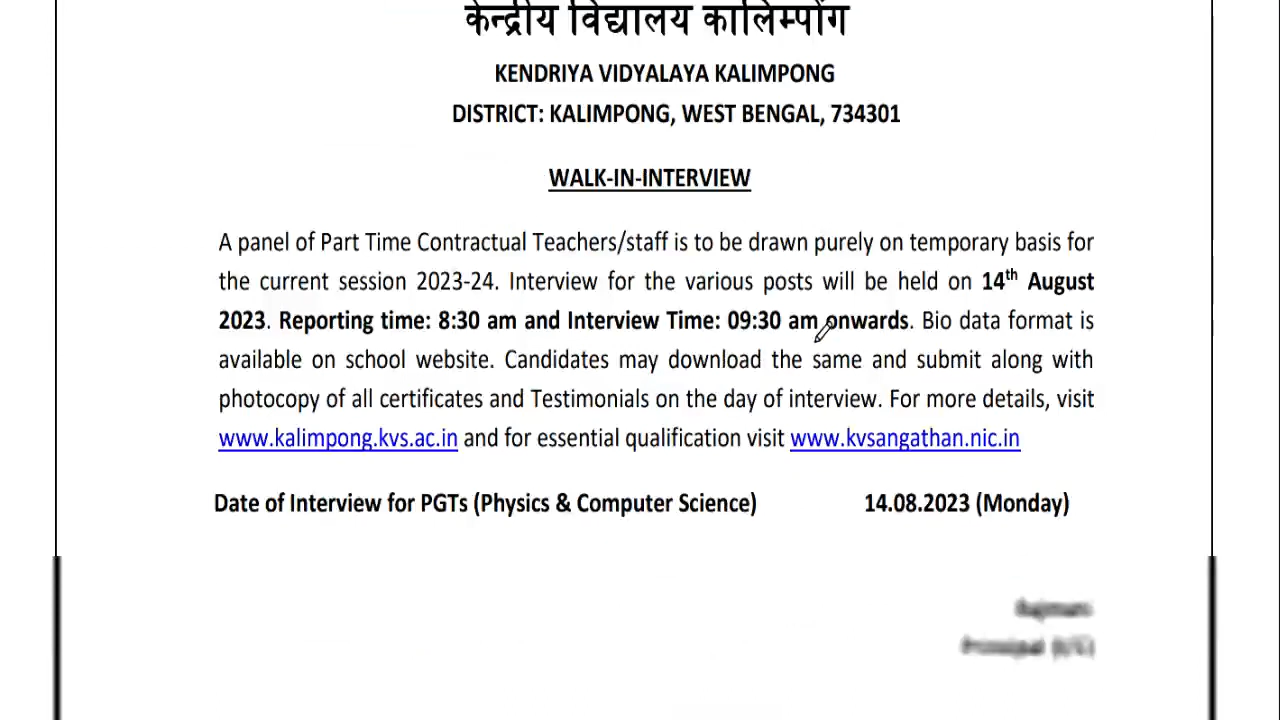 केन्द्रीय विद्यालय कालिम्पोंग
KENDRIYA VIDYALAYA KALIMPONG
DISTRICT: KALIMPONG, WEST BENGAL, 734301
WALK-IN-INTERVIEW
A panel of Part Time Contractual Teachers/staff is to be drawn purely on temporary basis for
the current session 2023-24. Interview for the various posts will be held on 14th August
2023. Reporting time: 8:30 am and Interview Time: 09:30 am onwards. Bio data format is
available on school website. Candidates may download the same and submit along with
photocopy of all certificates and Testimonials on the day of interview. For more details, visit
www.kalimpong.kvs.ac.in and for essential qualification visit www.kvsangathan.nic.in
Date of Interview for PGTs (Physics & Computer Science) 14.08.2023 (Monday)